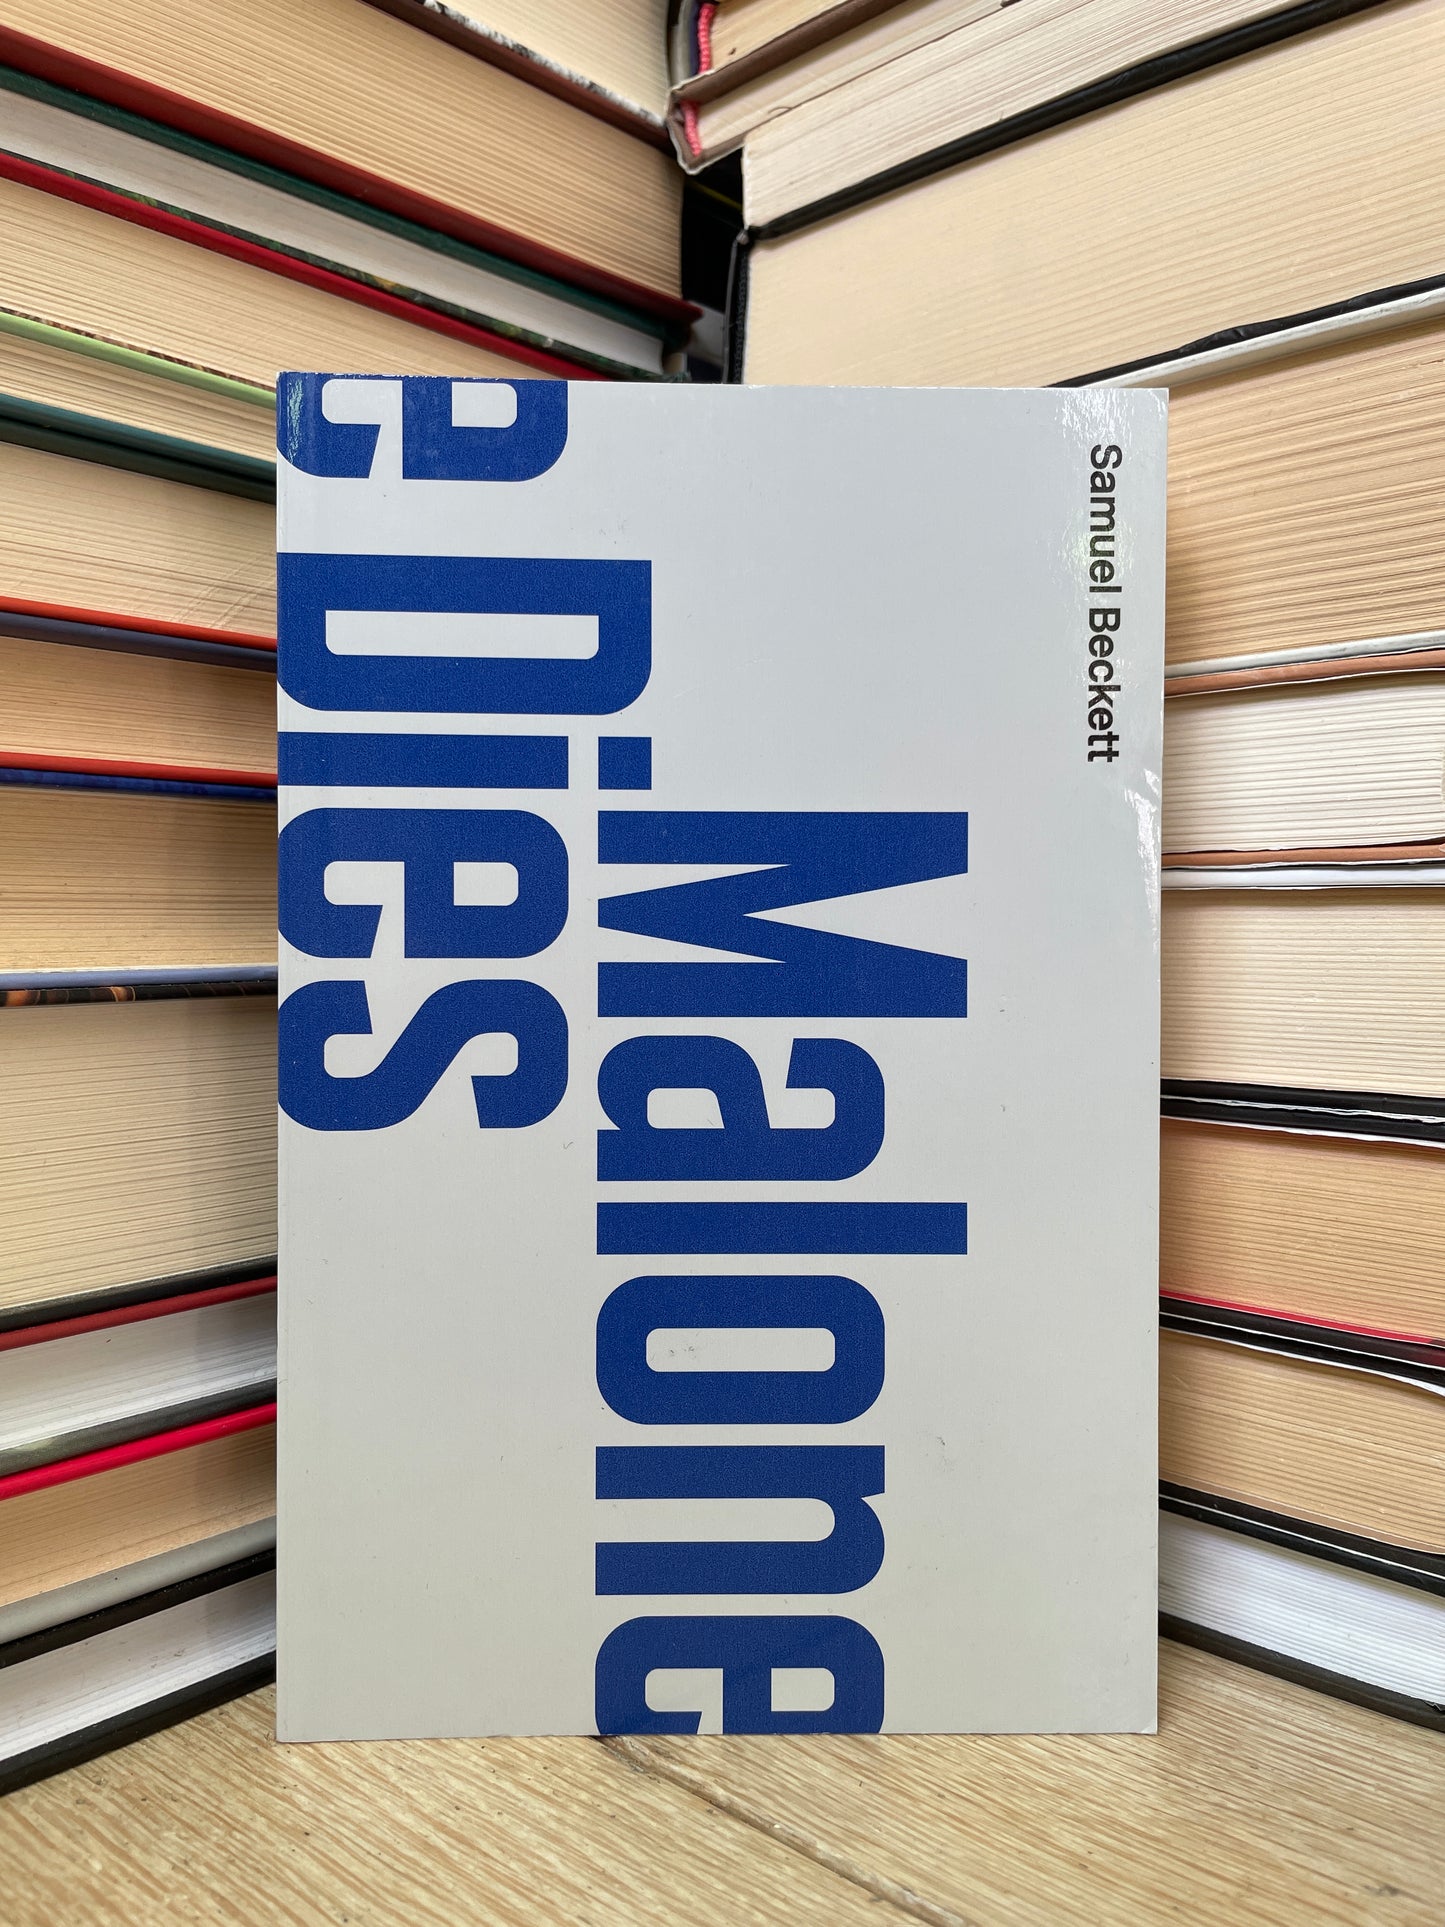 Samuel Beckett
Malone
e Dies